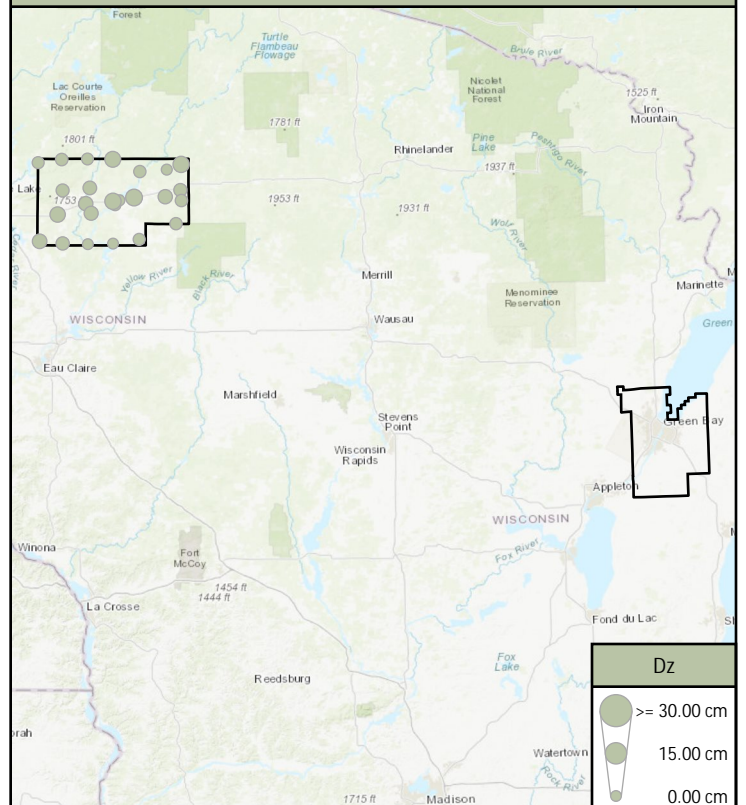 Forest
Turtle
Flambeau
Flowage
Brule River
Lac Courte
Oreilles
Reservation
Nicolet
National
Forest
1525 ft
Iron
Mountain
1781 ft
1801 ft
Rhinelander
Pine
Lake
Peshtigo River
1937 ft
Lake
1753
1953 ft
1931 ft
Wolf River
Yellow River
Black River
Merrill
Menominee
Reservation
Marinette
WISCONSIN
Wausau
Green
Eau Claire
Marshfield
Stevens
Point
Green Bay
Wisconsin
Rapids
Appleton
WISCONSIN
Winona
Fort
McCoy
Fox River
1454 ft
1444 ft
La Crosse
Fond du Lac
Fox
Lake
Reedsburg
Dz
>= 30.00 cm
15.00 cm
0.00 cm
Watertown
Rock River
1715 ft
Madison